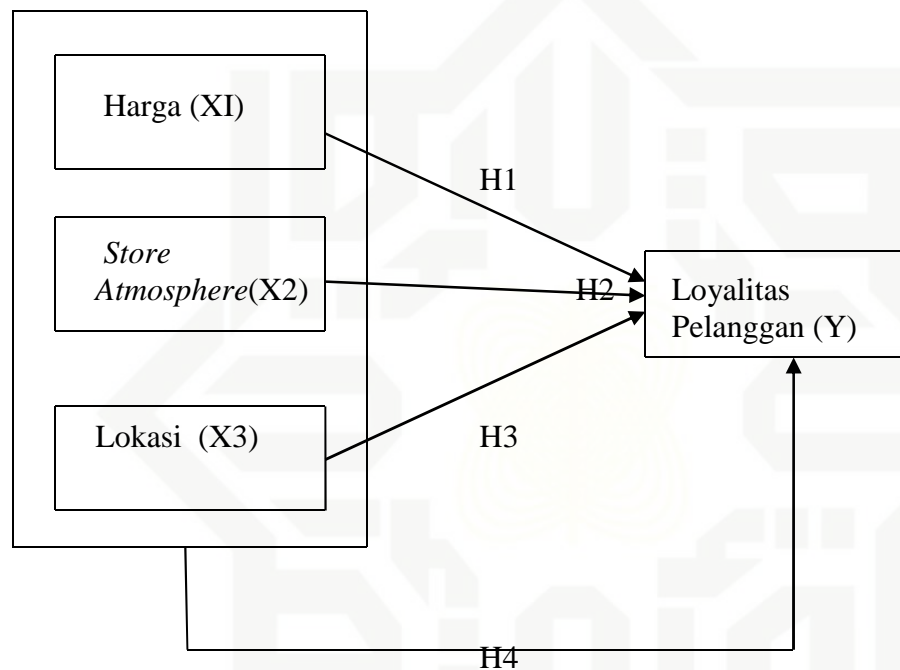 Harga (XI)
H1
Store
Atmosphere(X2)
H2
Loyalitas
Pelanggan (Y)
Lokasi (X3)
H3
H4